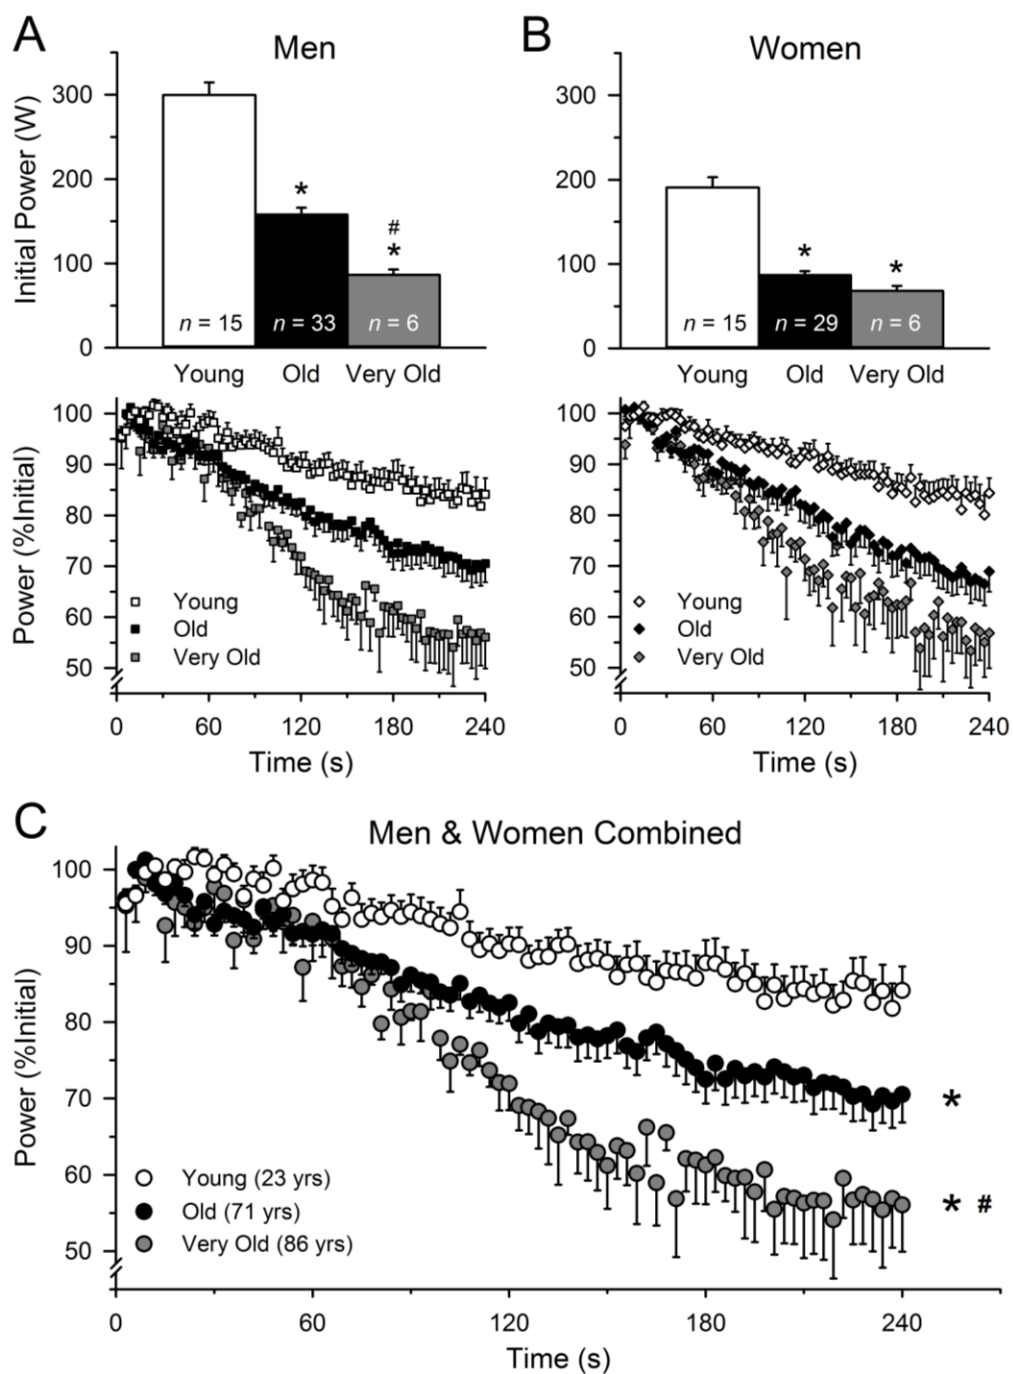 A
Men
B
Women
Initial Power (W)
300
200
100
0
*
#
*
n = 15
n = 33
n = 6
Young
Old
Very Old
300
200
100
0
*
*
n = 15
n = 29
n = 6
Young
Old
Very Old
Power (%Initial)
100
90
80
70
60
50
Young
Old
Very Old
0
60
120
180
240
Time (s)
100
90
80
70
60
50
Young
Old
Very Old
0
60
120
180
240
Time (s)
C
Men & Women Combined
Power (%Initial)
100
90
80
70
60
50
*
* #
Young (23 yrs)
Old (71 yrs)
Very Old (86 yrs)
0
60
120
180
240
Time (s)